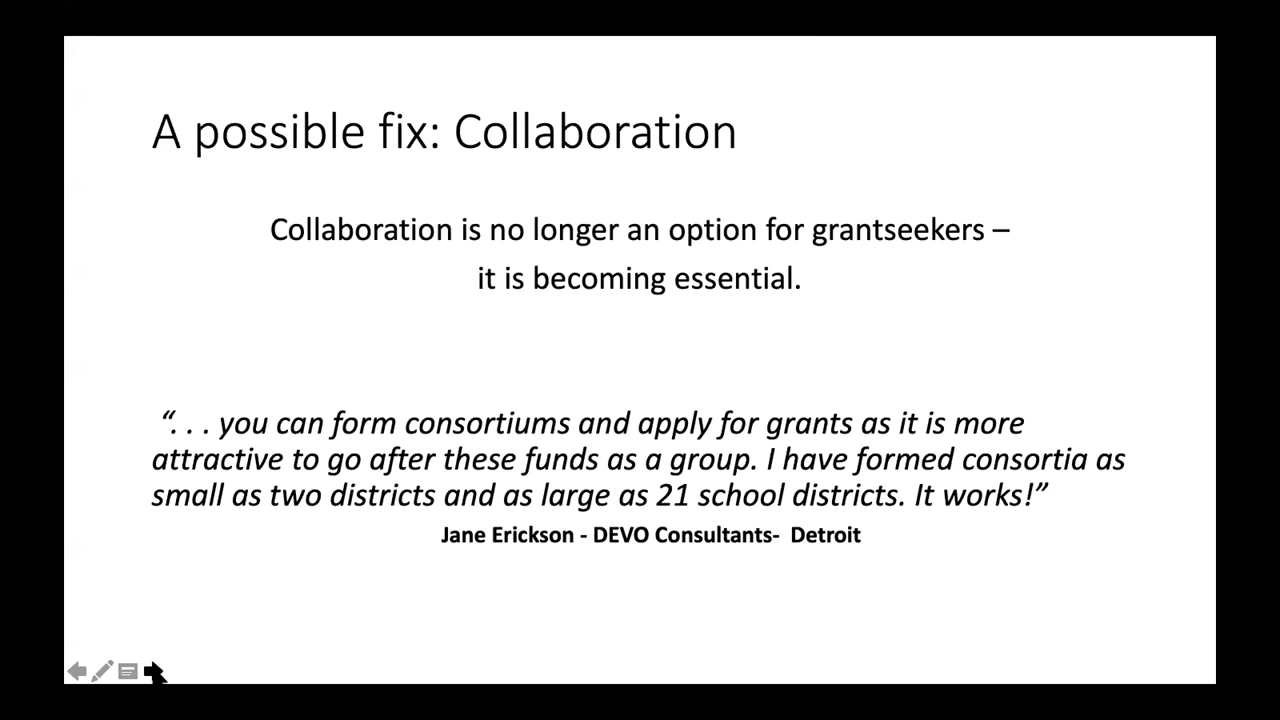 A possible fix: Collaboration
Collaboration is no longer an option for grantseekers –
it is becoming essential.
“. . . you can form consortiums and apply for grants as it is more
attractive to go after these funds as a group. I have formed consortia as
small as two districts and as large as 21 school districts. It works!”
Jane Erickson - DEVO Consultants-  Detroit